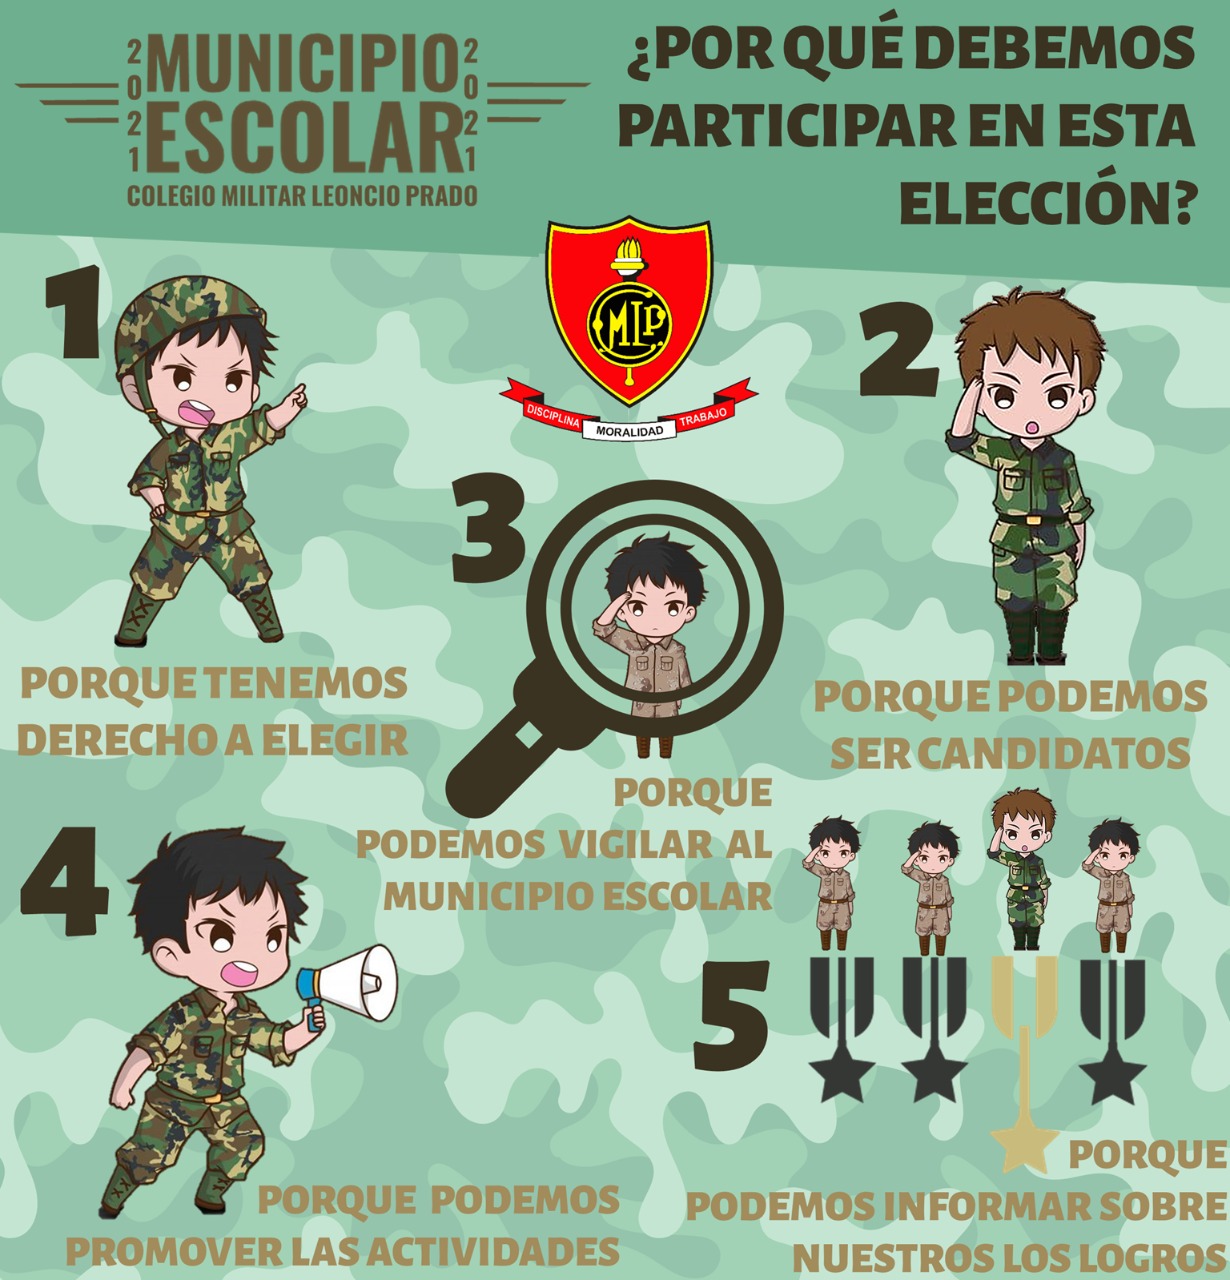 2021 MUNICIPIO 2021
ESCOLAR
COLEGIO MILITAR LEONCIO PRADO
¿POR QUÉ DEBEMOS
PARTICIPAR EN ESTA
ELECCIÓN?
CMLP
DISCIPLINA MORALIDAD TRABAJO
1
PORQUE TENEMOS
DERECHO A ELEGIR
2
PORQUE PODEMOS
SER CANDIDATOS
3
PORQUE
PODEMOS VIGILAR AL
MUNICIPIO ESCOLAR
4
PORQUE PODEMOS
PROMOVER LAS ACTIVIDADES
5
PORQUE
PODEMOS INFORMAR SOBRE
NUESTROS LOS LOGROS